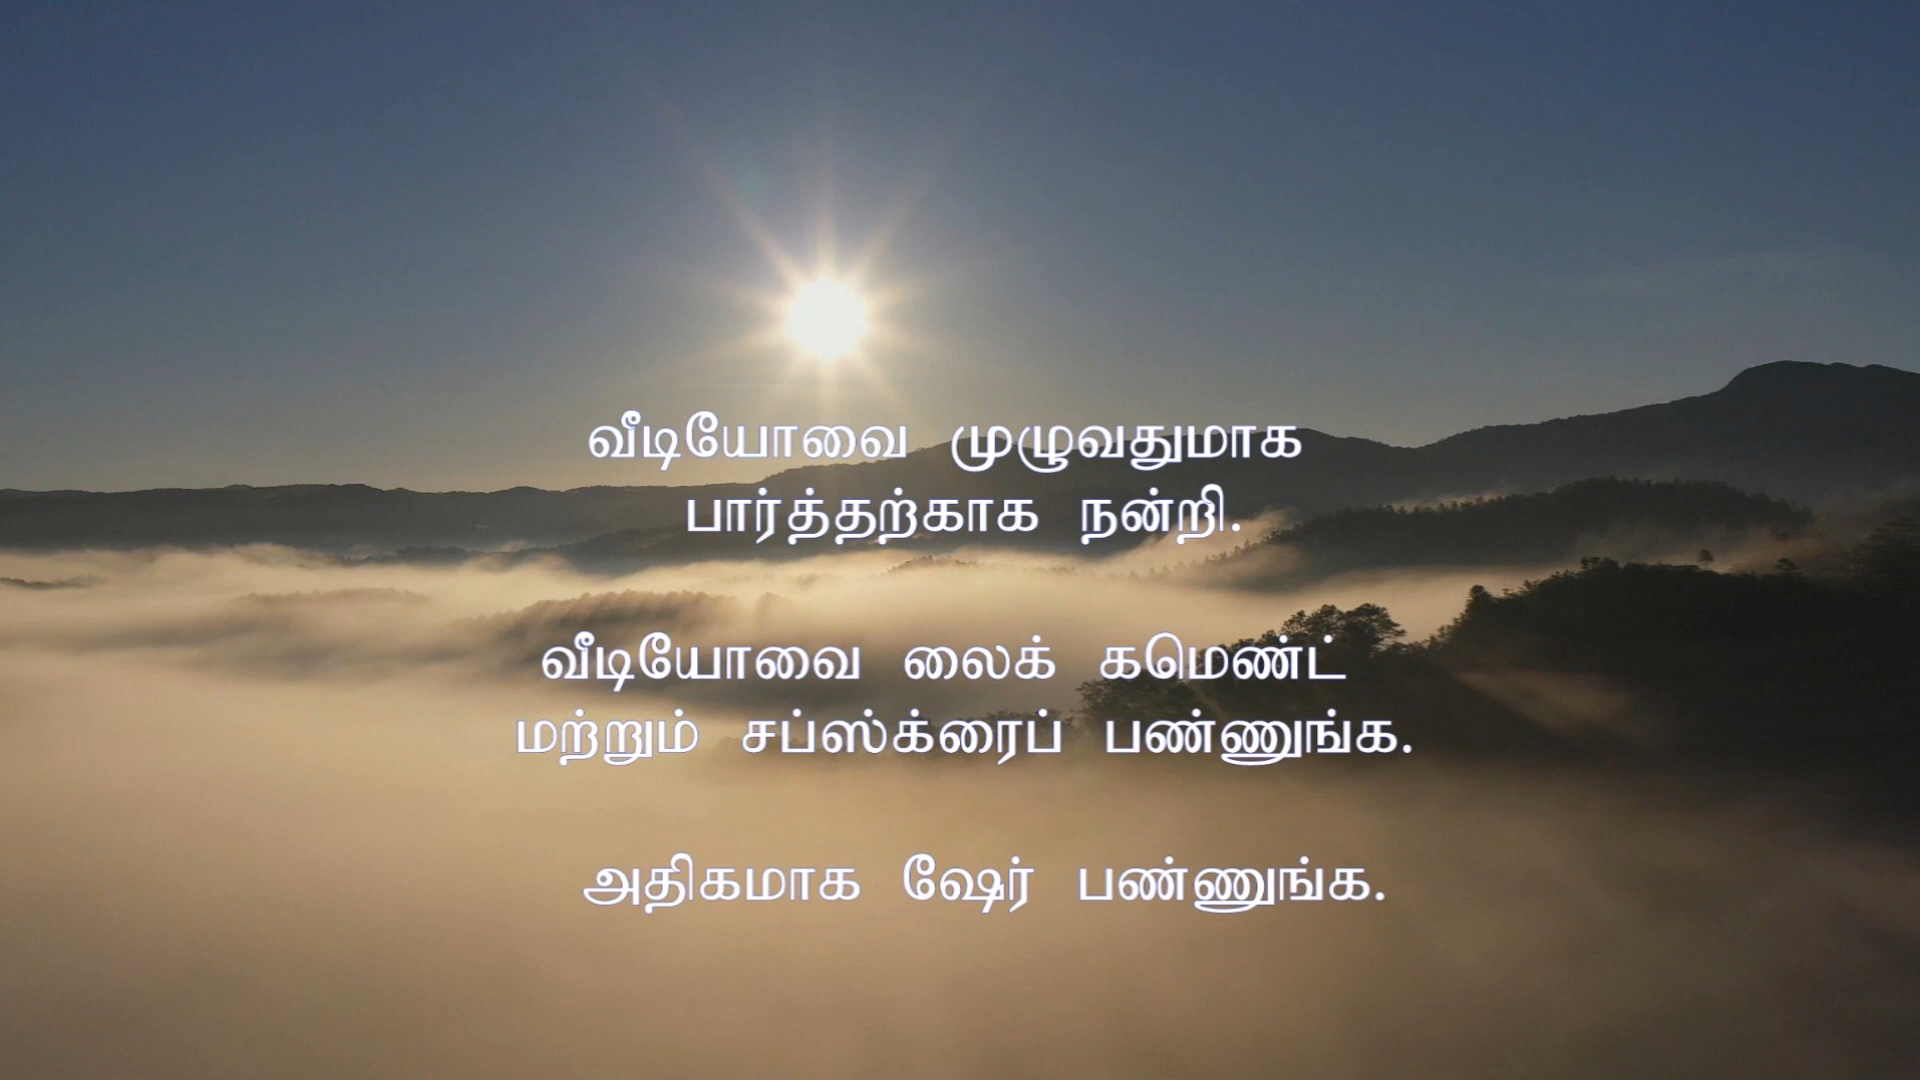 வீடியோவை முழுவதுமாக
பார்த்தற்காக நன்றி.
வீடியோவை லைக் கமெண்ட்
மற்றும் சப்ஸ்க்ரைப் பண்ணுங்க.
அதிகமாக ஷேர் பண்ணுங்க.